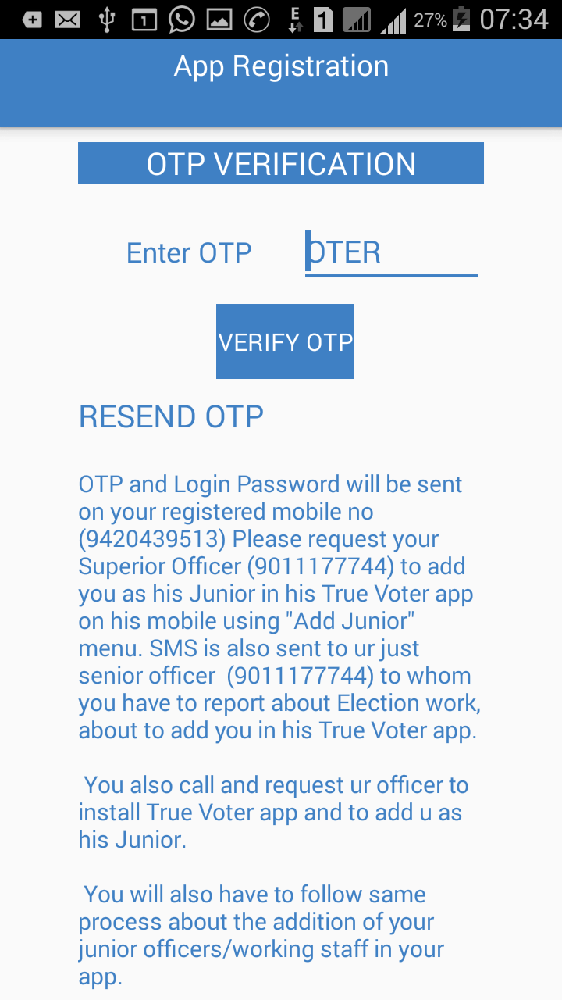 1 E 1 27% 07:34
App Registration
OTP VERIFICATION
Enter OTP OTER
VERIFY OTP
RESEND OTP
OTP and Login Password will be sent
on your registered mobile no
(9420439513) Please request your
Superior Officer (9011177744) to add
you as his Junior in his True Voter app
on his mobile using "Add Junior"
menu. SMS is also sent to ur just
senior officer  (9011177744) to whom
you have to report about Election work,
about to add you in his True Voter app.
You also call and request ur officer to
install True Voter app and to add u as
his Junior.
You will also have to follow same
process about the addition of your
junior officers/working staff in your
app.